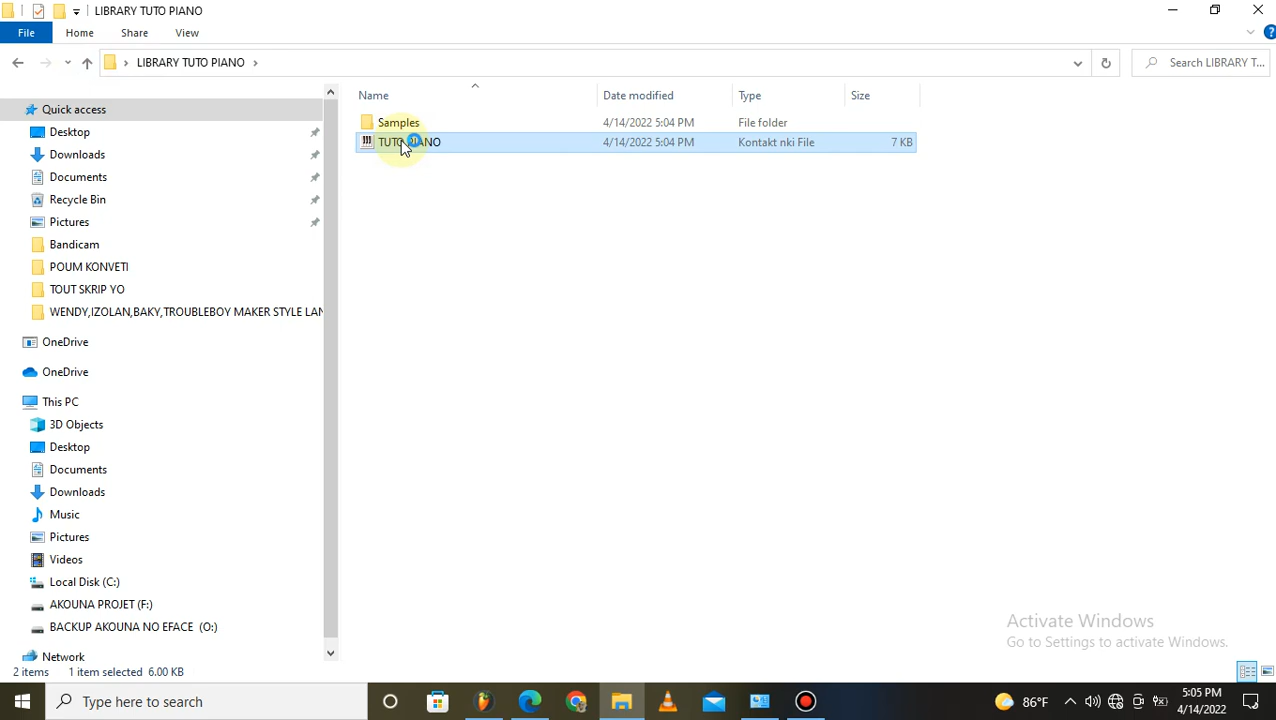 LIBRARY TUTO PIANO
File Home Share View
LIBRARY TUTO PIANO
Search LIBRARY T...
Name Date modified Type Size
Quick access
Desktop
Downloads
Documents
Recycle Bin
Pictures
Bandicam
POUM KONVETI
TOUT SKRIP YO
WENDY,IZOLAN,BAKY,TROUBLEBOY MAKER STYLE LAN
OneDrive
OneDrive
This PC
3D Objects
Desktop
Documents
Downloads
Music
Pictures
Videos
Local Disk (C:)
AKOUNA PROJET (F:)
BACKUP AKOUNA NO EFACE (O:)
Network
Samples 4/14/2022 5:04 PM File folder
TUTO PIANO 4/14/2022 5:04 PM Kontakt nki File 7 KB
Activate Windows
Go to Settings to activate Windows.
2 items 1 item selected 6.00 KB
Type here to search
86°F
5:05 PM
4/14/2022